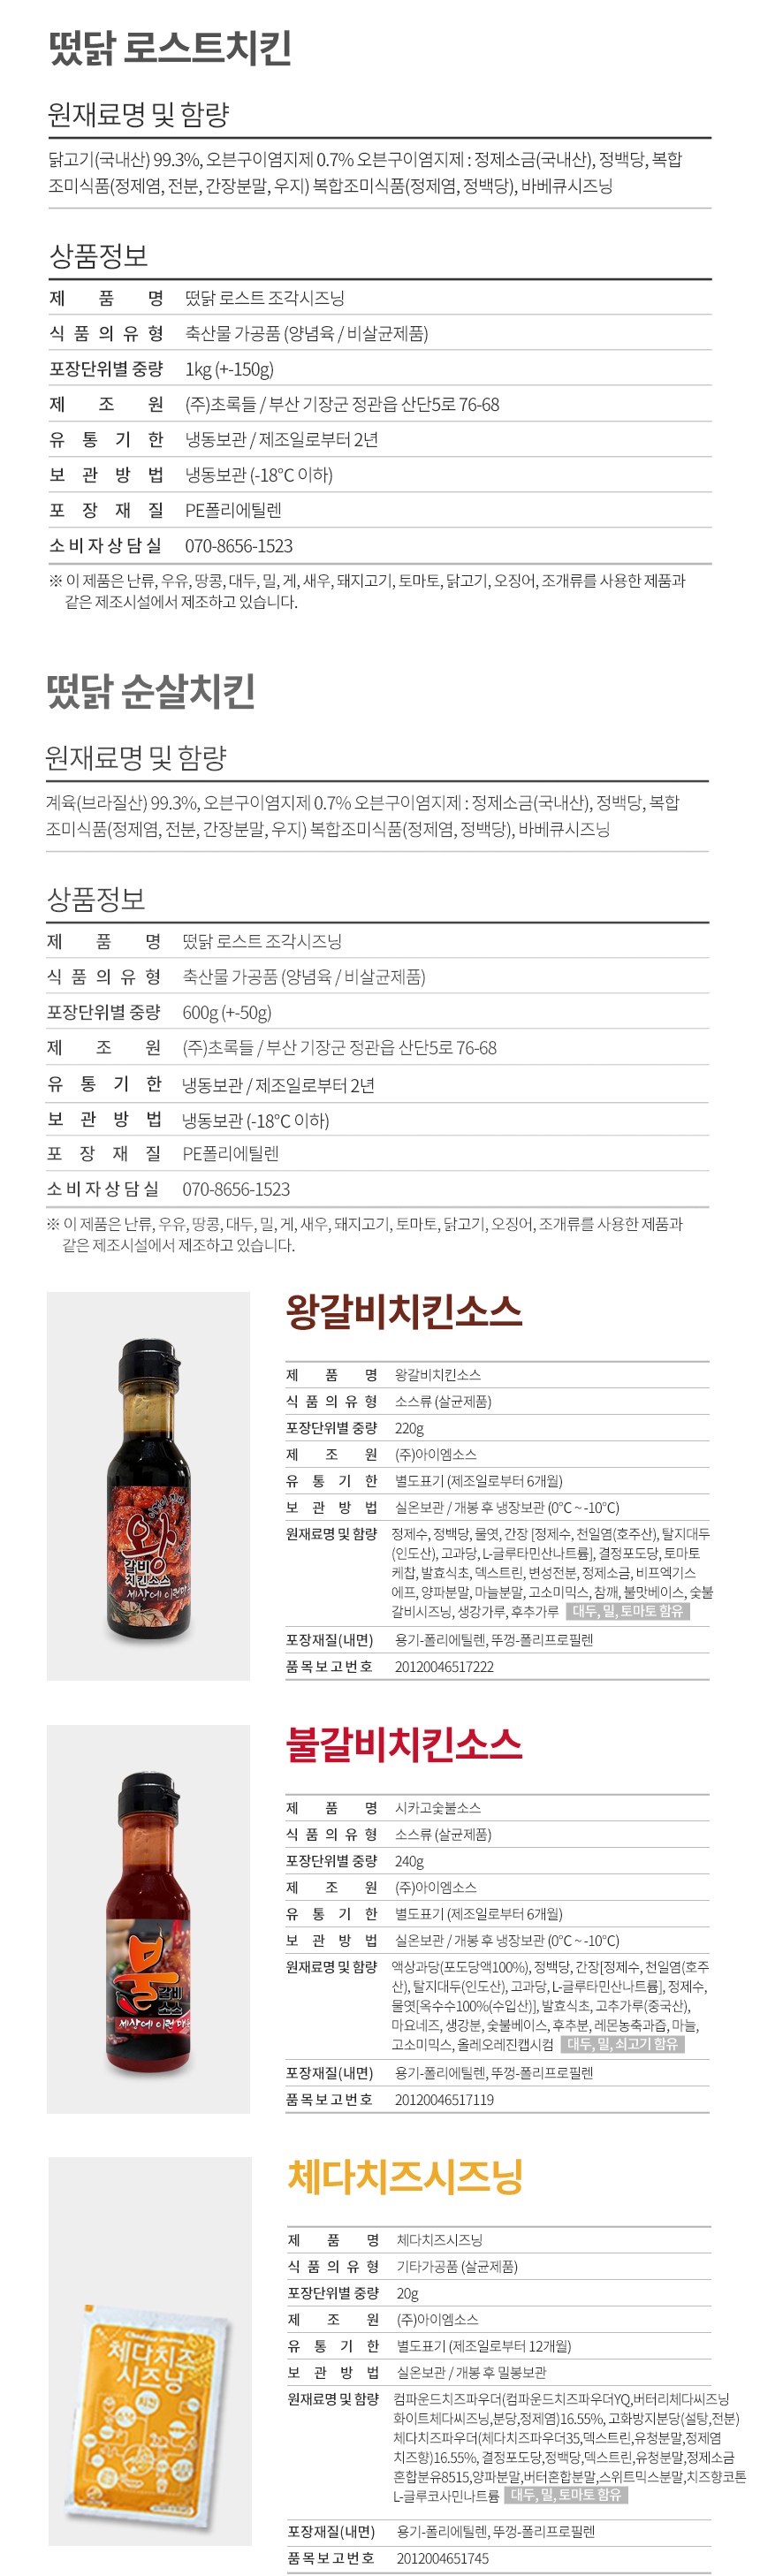 떴닭 로스트치킨
원재료명 및 함량
닭고기(국내산) 99.3%, 오븐구이염지제 0.7% 오븐구이염지제 : 정제소금(국내산), 정백당, 복합
조미식품(정제염, 전분, 간장분말, 우지) 복합조미식품(정제염, 정백당), 바베큐시즈닝
상품정보
제 품 명 떴닭 로스트 조각시즈닝
식품의유형 축산물 가공품 (양념육 / 비살균제품)
포장단위별 중량 1kg (+-150g)
제 조 원 (주)초록들 / 부산 기장군 정관읍 산단5로 76-68
유 통 기 한 냉동보관 / 제조일로부터 2년
보 관 방 법 냉동보관 (-18°C 이하)
포 장 재 질 PE폴리에틸렌
소비자상담실 070-8656-1523
※ 이 제품은 난류, 우유, 땅콩, 대두, 밀, 게, 새우, 돼지고기, 토마토, 닭고기, 오징어, 조개류를 사용한 제품과
같은 제조시설에서 제조하고 있습니다.
떴닭 순살치킨
원재료명 및 함량
계육(브라질산) 99.3%, 오븐구이염지제 0.7% 오븐구이염지제 : 정제소금(국내산), 정백당, 복합
조미식품(정제염, 전분, 간장분말, 우지) 복합조미식품(정제염, 정백당), 바베큐시즈닝
상품정보
제 품 명 떴닭 로스트 조각시즈닝
식품의유형 축산물 가공품 (양념육 / 비살균제품)
포장단위별 중량 600g (+-50g)
제 조 원 (주)초록들 / 부산 기장군 정관읍 산단5로 76-68
유 통 기 한 냉동보관 / 제조일로부터 2년
보 관 방 법 냉동보관 (-18°C 이하)
포 장 재 질 PE폴리에틸렌
소비자상담실 070-8656-1523
※ 이 제품은 난류, 우유, 땅콩, 대두, 밀, 게, 새우, 돼지고기, 토마토, 닭고기, 오징어, 조개류를 사용한 제품과
같은 제조시설에서 제조하고 있습니다.
왕
갈비
치킨소스
세상에 이런
왕갈비치킨소스
제 품 명 왕갈비치킨소스
식품의유형 소스류 (살균제품)
포장단위별 중량 220g
제 조 원 (주)아이엠소스
유 통 기 한 별도표기 (제조일로부터 6개월)
보 관 방 법 실온보관 / 개봉 후 냉장보관 (0°C ~ -10°C)
원재료명 및 함량 정제수, 정백당, 물엿, 간장 [정제수, 천일염(호주산), 탈지대두
(인도산), 고과당, L-글루타민산나트륨], 결정포도당, 토마토
케찹, 발효식초, 덱스트린, 변성전분, 정제소금, 비프엑기스
에프, 양파분말, 마늘분말, 고소미믹스, 참깨, 불맛베이스, 숯불
갈비시즈닝, 생강가루, 후추가루 대두, 밀, 토마토 함유
포장재질(내면) 용기-폴리에틸렌, 뚜껑-폴리프로필렌
품목보고번호 20120046517222
불
갈비
소스
세상에 이런 맛
불갈비치킨소스
제 품 명 시카고숯불소스
식품의유형 소스류 (살균제품)
포장단위별 중량 240g
제 조 원 (주)아이엠소스
유 통 기 한 별도표기 (제조일로부터 6개월)
보 관 방 법 실온보관 / 개봉 후 냉장보관 (0°C ~ -10°C)
원재료명 및 함량 액상과당(포도당액100%), 정백당, 간장[정제수, 천일염(호주
산), 탈지대두(인도산), 고과당, L-글루타민산나트륨], 정제수,
물엿[옥수수100%(수입산)], 발효식초, 고추가루(중국산),
마요네즈, 생강분, 숯불베이스, 후추분, 레몬농축과즙, 마늘,
고소미믹스, 올레오레진캡시컴 대두, 밀, 쇠고기 함유
포장재질(내면) 용기-폴리에틸렌, 뚜껑-폴리프로필렌
품목보고번호 20120046517119
체다치즈
시즈닝
체다치즈시즈닝
제 품 명 체다치즈시즈닝
식품의유형 기타가공품 (살균제품)
포장단위별 중량 20g
제 조 원 (주)아이엠소스
유 통 기 한 별도표기 (제조일로부터 12개월)
보 관 방 법 실온보관 / 개봉 후 밀봉보관
원재료명 및 함량 컴파운드치즈파우더(컴파운드치즈파우더YQ,버터리체다씨즈닝
화이트체다씨즈닝,분당,정제염)16.55%, 고화방지분당(설탕,전분)
체다치즈파우더(체다치즈파우더35,덱스트린,유청분말,정제염
치즈향)16.55%, 결정포도당,정백당,덱스트린,유청분말,정제소금
혼합분유8515,양파분말,버터혼합분말,스위트믹스분말,치즈향코튼
L-글루코사민나트륨 대두, 밀, 토마토 함유
포장재질(내면) 용기-폴리에틸렌, 뚜껑-폴리프로필렌
품목보고번호 2012004651745